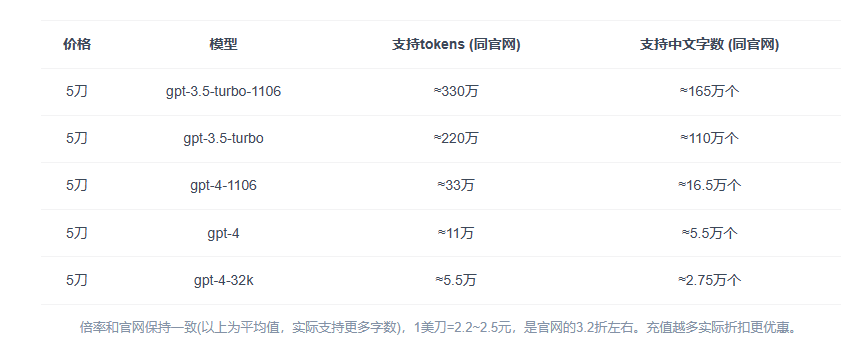 价格 模型 支持tokens (同官网) 支持中文字数 (同官网)
5刀 gpt-3.5-turbo-1106 ≈330万 ≈165万个
5刀 gpt-3.5-turbo ≈220万 ≈110万个
5刀 gpt-4-1106 ≈33万 ≈16.5万个
5刀 gpt-4 ≈11万 ≈5.5万个
5刀 gpt-4-32k ≈5.5万 ≈2.75万个
倍率和官网保持一致(以上为平均值，实际支持更多字数)，1美刀=2.2~2.5元，是官网的3.2折左右。充值越多实际折扣更优惠。